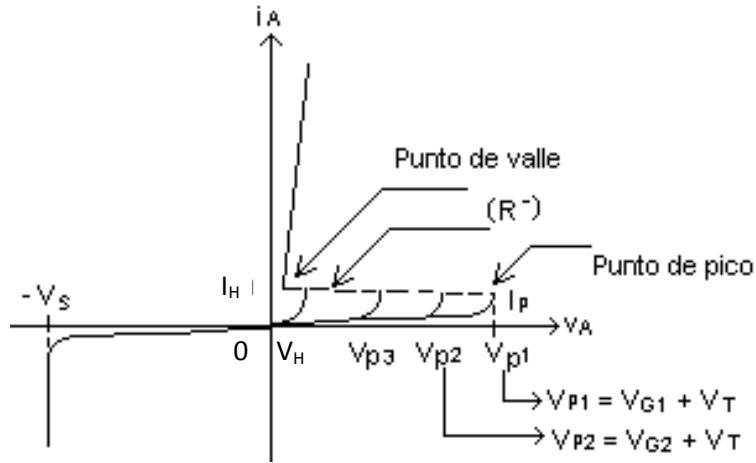 iA
Punto de valle
(R⁻)
Punto de pico
-VS
IH
IP
vA
0
VH
Vp3
Vp2
Vp1
VP1 = VG1 + VT
VP2 = VG2 + VT